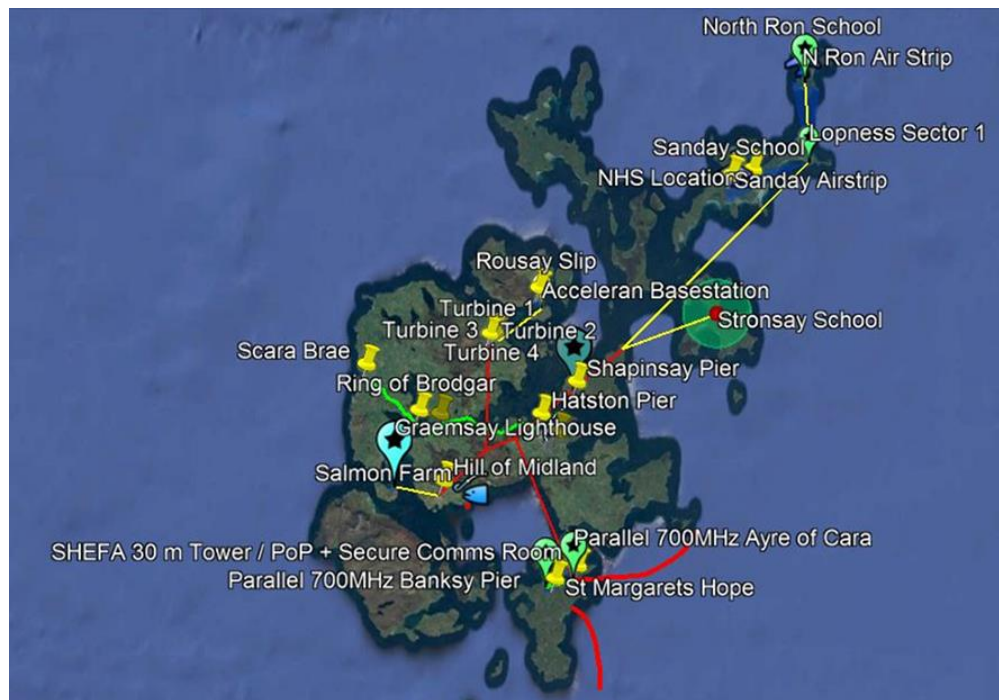 North Ron School
N Ron Air Strip
Lopness Sector 1
Sanday School
NHS Location
Sanday Airstrip
Rousay Slip
Acceleran Basestation
Turbine 1
Turbine 3
Turbine 2
Stronsay School
Turbine 4
Scara Brae
Shapinsay Pier
Ring of Brodgar
Hatston Pier
Graemsay Lighthouse
Salmon Farm
Hill of Midland
Parallel 700MHz Ayre of Cara
SHEFA 30 m Tower / PoP + Secure Comms Room
Parallel 700MHz Banksy Pier
St Margarets Hope